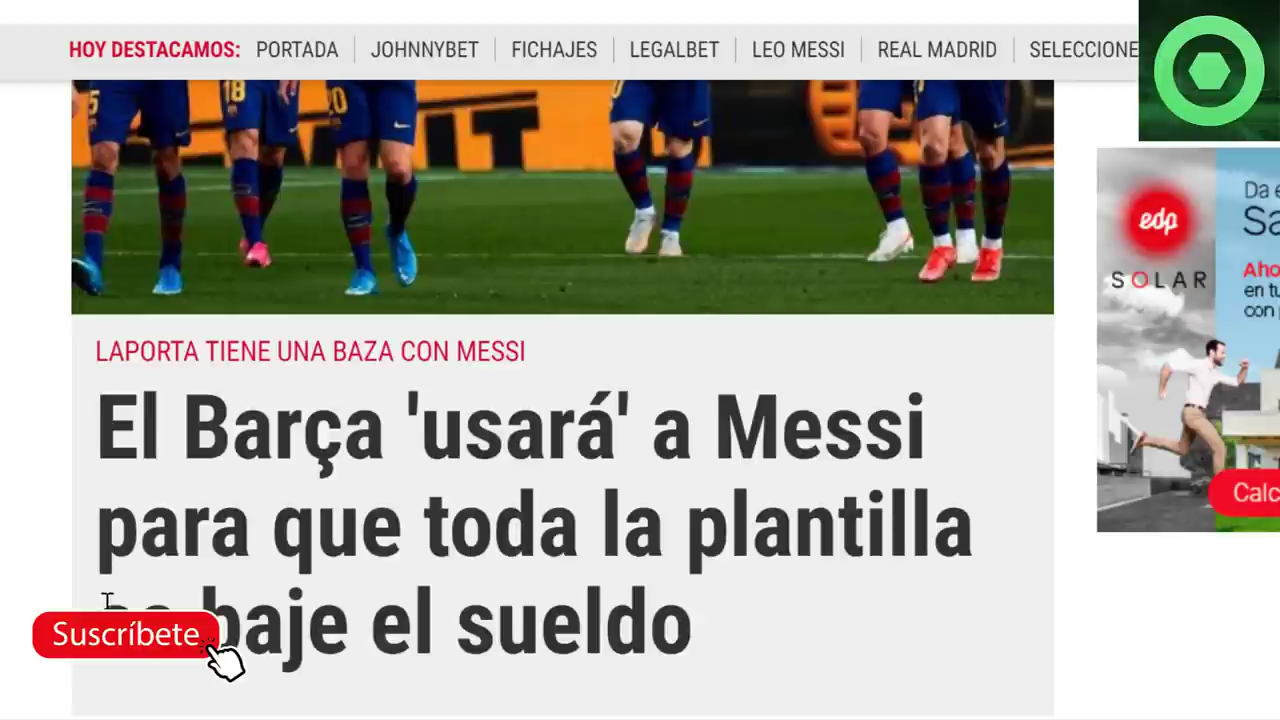 HOY DESTACAMOS: PORTADA JOHNNYBET FICHAJES LEGALBET LEO MESSI REAL MADRID SELECCIONE
18
20
LAPORTA TIENE UNA BAZA CON MESSI
El Barça 'usará' a Messi
para que toda la plantilla
baje el sueldo
Suscríbete
edp
SOLAR
Da e
Sa
Aho
en tu
con p
Calc